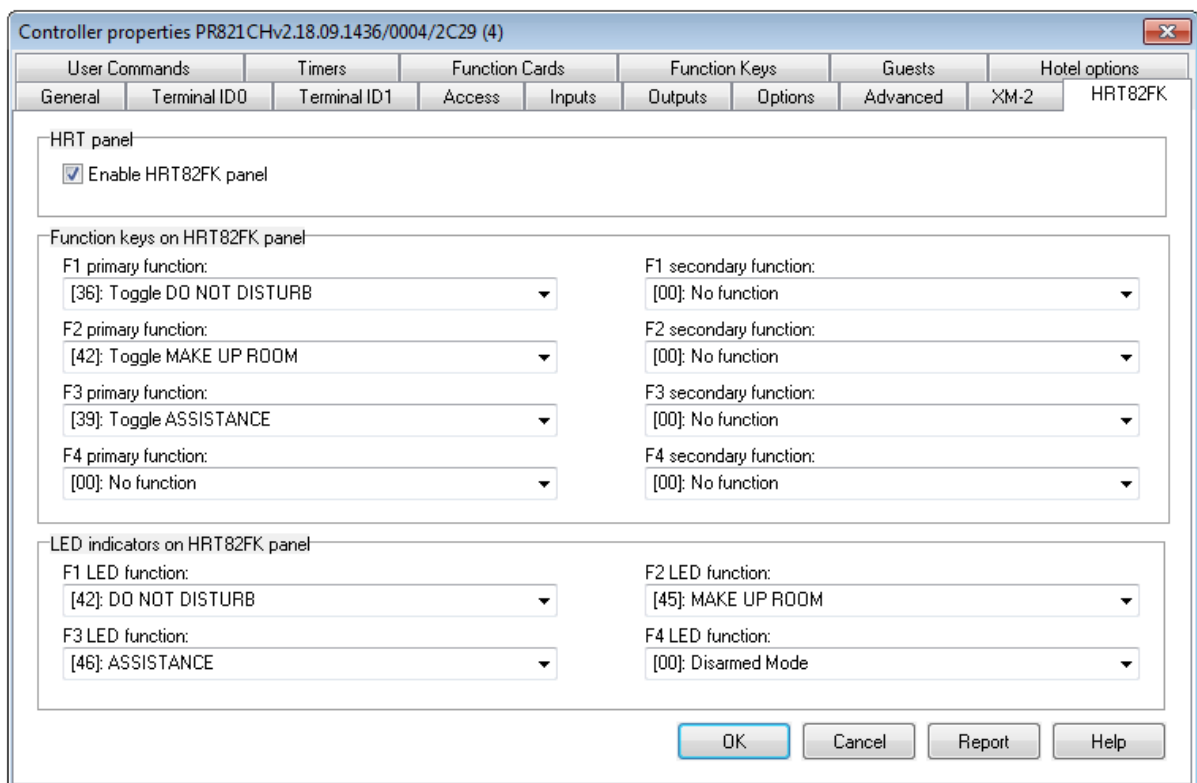 Controller properties PR821CHv2.18.09.1436/0004/2C29 (4)
User Commands Timers Function Cards Function Keys Guests Hotel options
General Terminal ID0 Terminal ID1 Access Inputs Outputs Options Advanced XM-2 HRT82FK
HRT panel
Enable HRT82FK panel
Function keys on HRT82FK panel
F1 primary function: F1 secondary function:
[36]: Toggle DO NOT DISTURB [00]: No function
F2 primary function: F2 secondary function:
[42]: Toggle MAKE UP ROOM [00]: No function
F3 primary function: F3 secondary function:
[39]: Toggle ASSISTANCE [00]: No function
F4 primary function: F4 secondary function:
[00]: No function [00]: No function
LED indicators on HRT82FK panel
F1 LED function: F2 LED function:
[42]: DO NOT DISTURB [45]: MAKE UP ROOM
F3 LED function: F4 LED function:
[46]: ASSISTANCE [00]: Disarmed Mode
OK Cancel Report Help